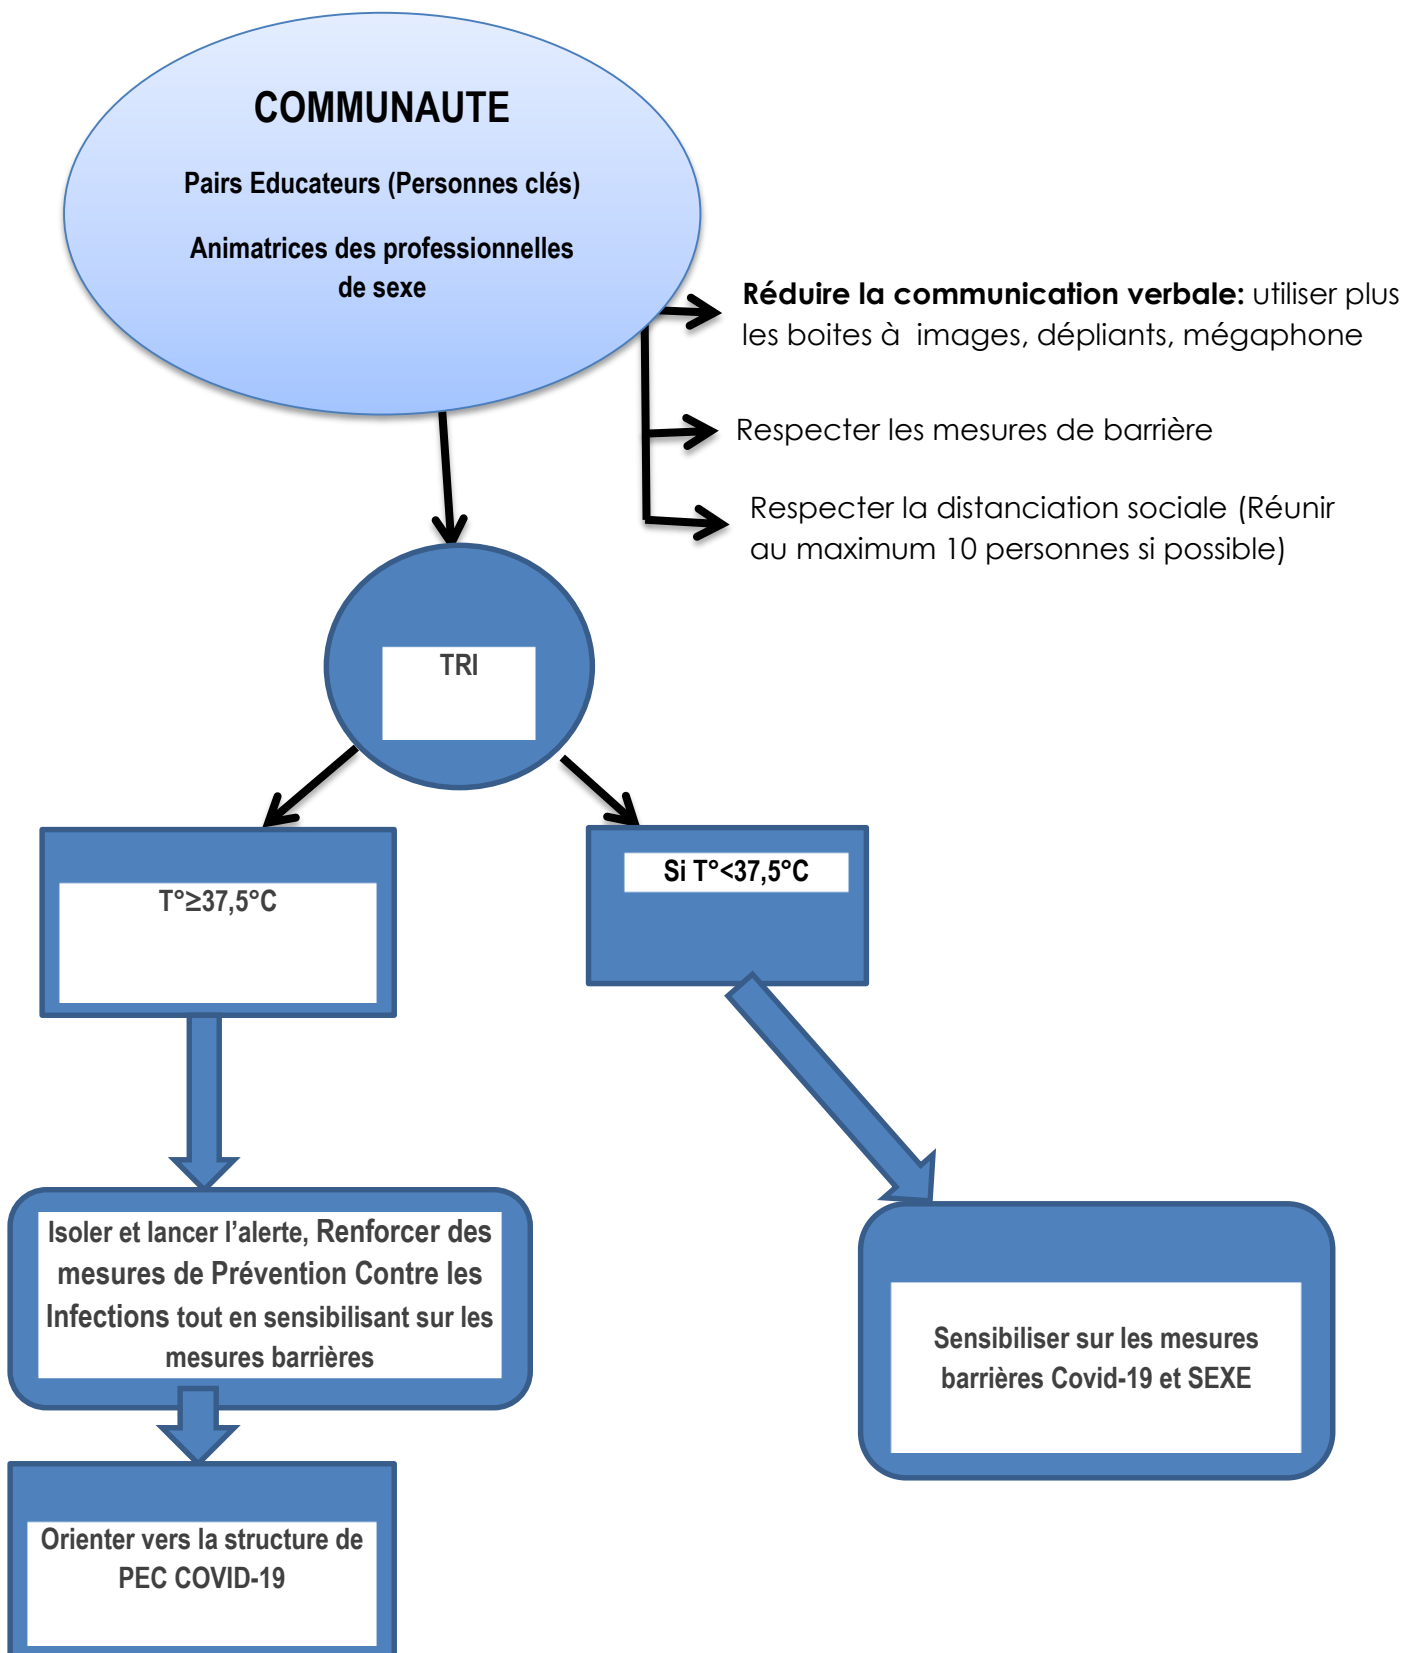 COMMUNAUTE
Pairs Educateurs (Personnes clés)
Animatrices des professionnelles
de sexe
Réduire la communication verbale: utiliser plus
les boites à  images, dépliants, mégaphone
Respecter les mesures de barrière
Respecter la distanciation sociale (Réunir
au maximum 10 personnes si possible)
TRI
T°≥37,5°C
Si T°<37,5°C
Isoler et lancer l’alerte, Renforcer des
mesures de Prévention Contre les
Infections tout en sensibilisant sur les
mesures barrières
Sensibiliser sur les mesures
barrières Covid-19 et SEXE
Orienter vers la structure de
PEC COVID-19